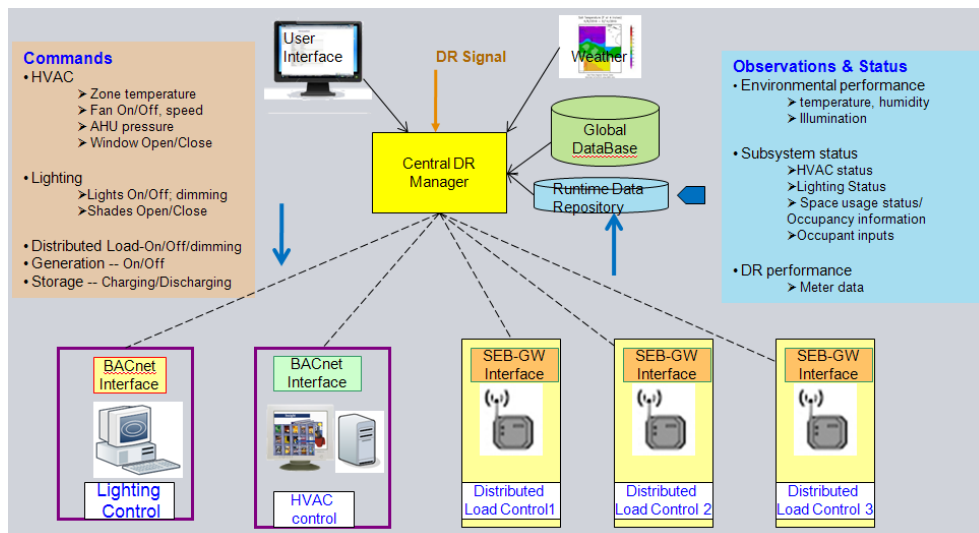 User
Interface
DR Signal
Weather
Commands
• HVAC
➤ Zone temperature
➤ Fan On/Off, speed
➤ AHU pressure
➤ Window Open/Close
• Lighting
➤Lights On/Off; dimming
➤Shades Open/Close
• Distributed Load-On/Off/dimming
• Generation -- On/Off
• Storage -- Charging/Discharging
Central DR
Manager
Global
DataBase
Runtime Data
Repository
Observations & Status
• Environmental performance
➤ temperature, humidity
➤ Illumination
• Subsystem status
➤HVAC status
➤Lighting Status
➤ Space usage status/
Occupancy information
➤Occupant inputs
• DR performance
➤ Meter data
BACnet
Interface
Lighting
Control
BACnet
Interface
HVAC
control
SEB-GW
Interface
Distributed
Load Control1
SEB-GW
Interface
Distributed
Load Control 2
SEB-GW
Interface
Distributed
Load Control 3